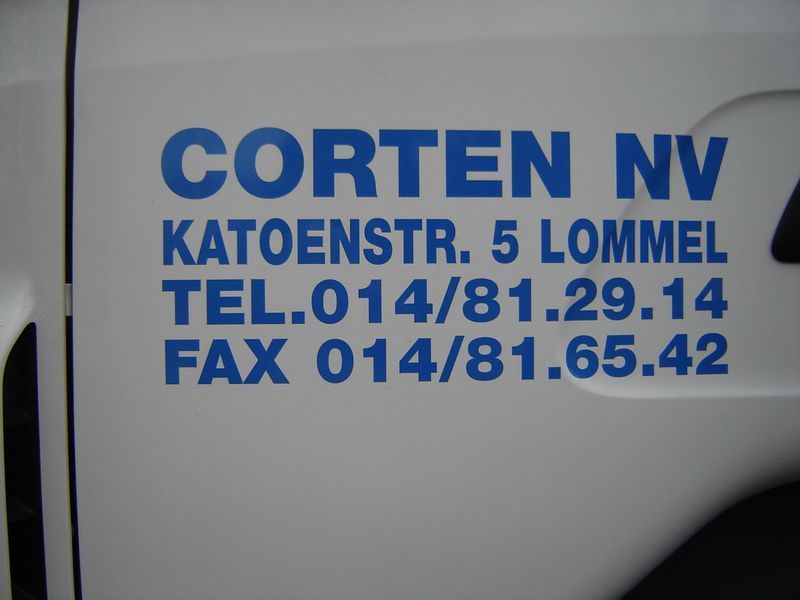 CORTEN NV
KATOENSTR. 5 LOMMEL
TEL.014/81.29.14
FAX 014/81.65.42